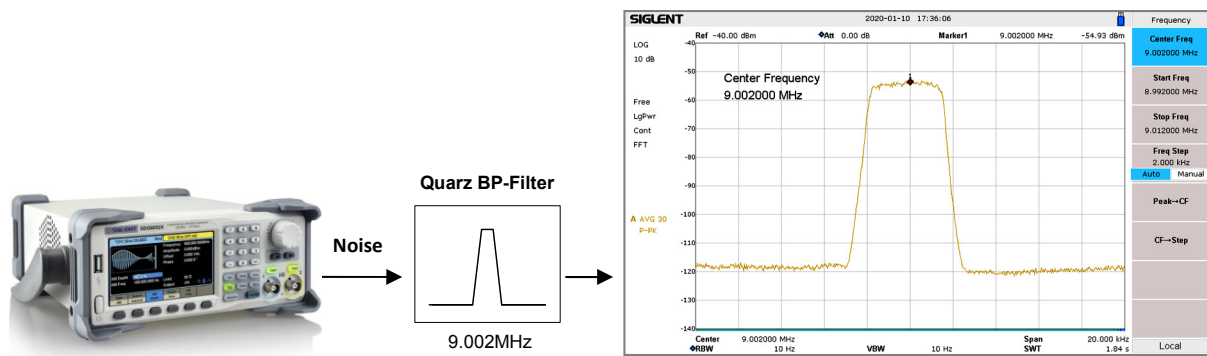 Noise
Quarz BP-Filter
9.002MHz
SIGLENT
2020-01-10 17:36:06
Ref -40.00 dBm Att 0.00 dB Marker1 9.002000 MHz -54.93 dBm
LOG
10 dB
Free
LgPwr
Cont
FFT
A AVG 30
P-PK
-40
-50
-60
-70
-80
-90
-100
-110
-120
-130
-140
Center Frequency
9.002000 MHz
1
Center 9.002000 MHz Span 20.000 kHz
RBW 10 Hz VBW 10 Hz SWT 1.84 s
Frequency
Center Freq
9.002000 MHz
Start Freq
8.992000 MHz
Stop Freq
9.012000 MHz
Freq Step
2.000 kHz
Auto Manual
Peak→CF
CF→Step
Local
SIGLENT